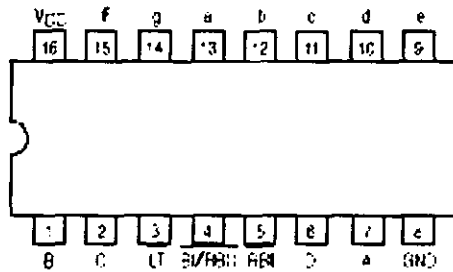 VCC f g a b c d e
16 15 14 13 12 11 10 9
1 2 3 4 5 6 7 8
B C LT BI/RBO RBI D A GND